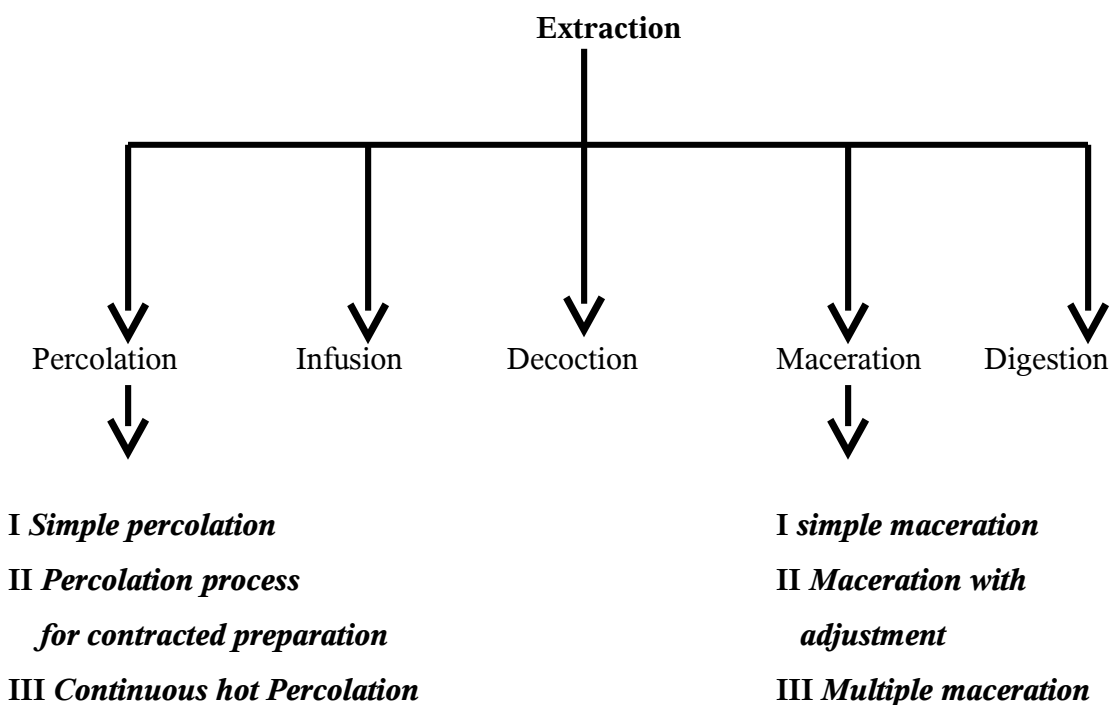 Extraction
Percolation Infusion Decoction Maceration Digestion
I Simple percolation
II Percolation process
for contracted preparation
III Continuous hot Percolation
I simple maceration
II Maceration with
adjustment
III Multiple maceration